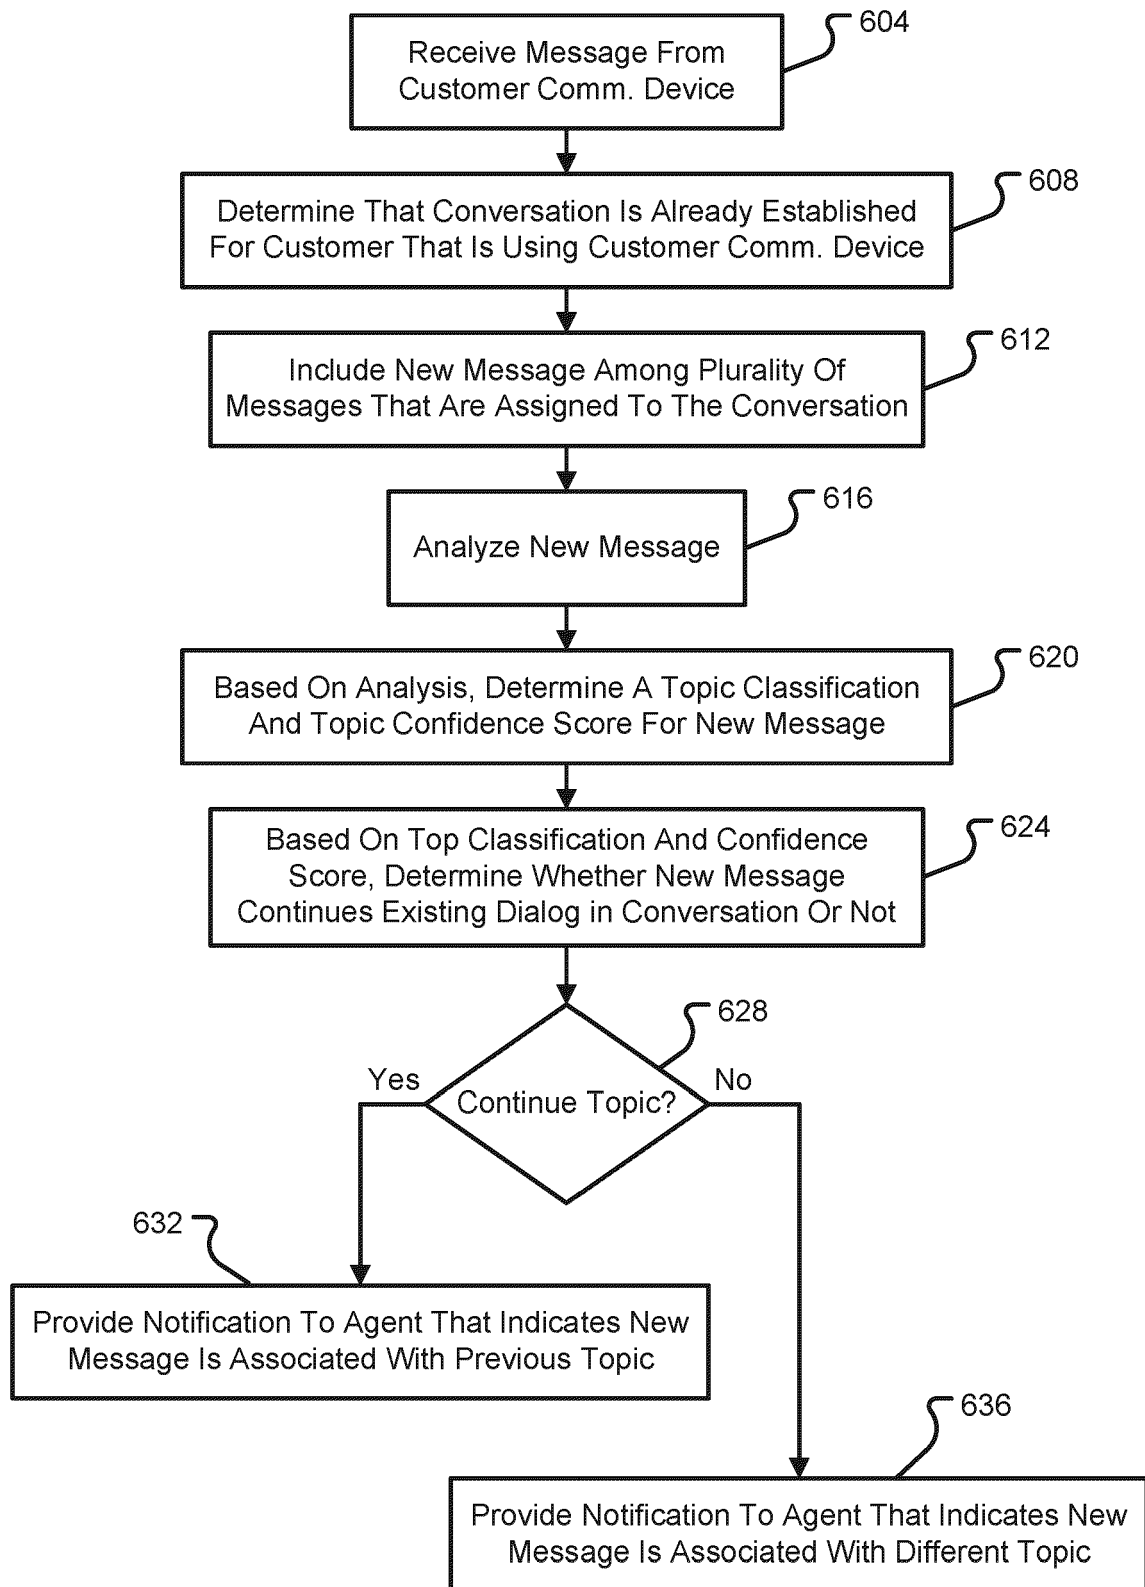 604
Receive Message From
Customer Comm. Device
608
Determine That Conversation Is Already Established
For Customer That Is Using Customer Comm. Device
612
Include New Message Among Plurality Of
Messages That Are Assigned To The Conversation
616
Analyze New Message
620
Based On Analysis, Determine A Topic Classification
And Topic Confidence Score For New Message
624
Based On Top Classification And Confidence
Score, Determine Whether New Message
Continues Existing Dialog in Conversation Or Not
628
Yes
No
Continue Topic?
632
Provide Notification To Agent That Indicates New
Message Is Associated With Previous Topic
636
Provide Notification To Agent That Indicates New
Message Is Associated With Different Topic